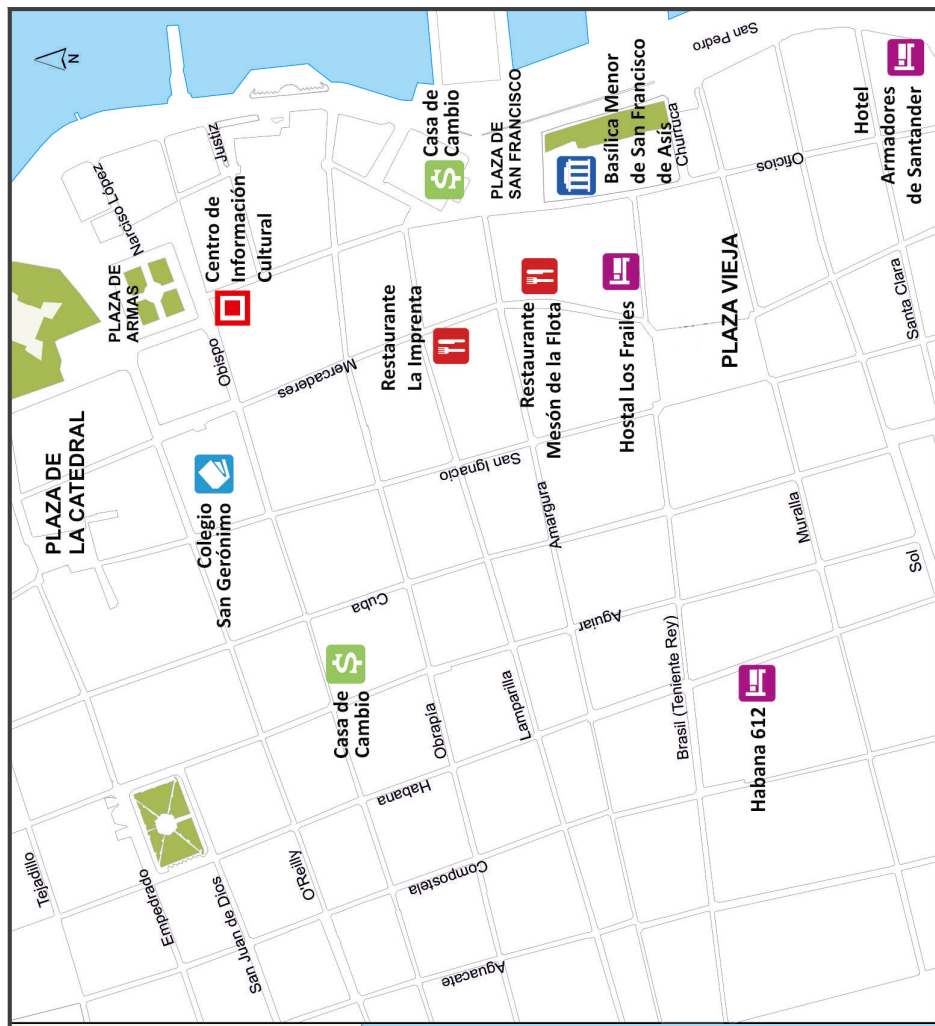 Tejadillo
PLAZA DE
LA CATEDRAL
N
Empedrado
PLAZA DE
ARMAS
Narciso López
San Juan de Dios
Colegio
San Gerónimo
Obispo
Justiz
Centro de
Información
Cultural
O'Reilly
Casa de
Cambio
Mercaderes
Cuba
Habana
Restaurante
La Imprenta
Casa de
Cambio
Obrapía
Compostela
Aguacate
San Ignacio
PLAZA DE
SAN FRANCISCO
Lamparilla
Restaurante
Mesón de la Flota
Amargura
Aguiar
Basílica Menor
de San Francisco
de Asís
Hostal Los Frailes
Churruca
Brasil (Teniente Rey)
San Pedro
PLAZA VIEJA
Habana 612
Oficios
Muralla
Hotel
Armadores
de Santander
Santa Clara
Sol